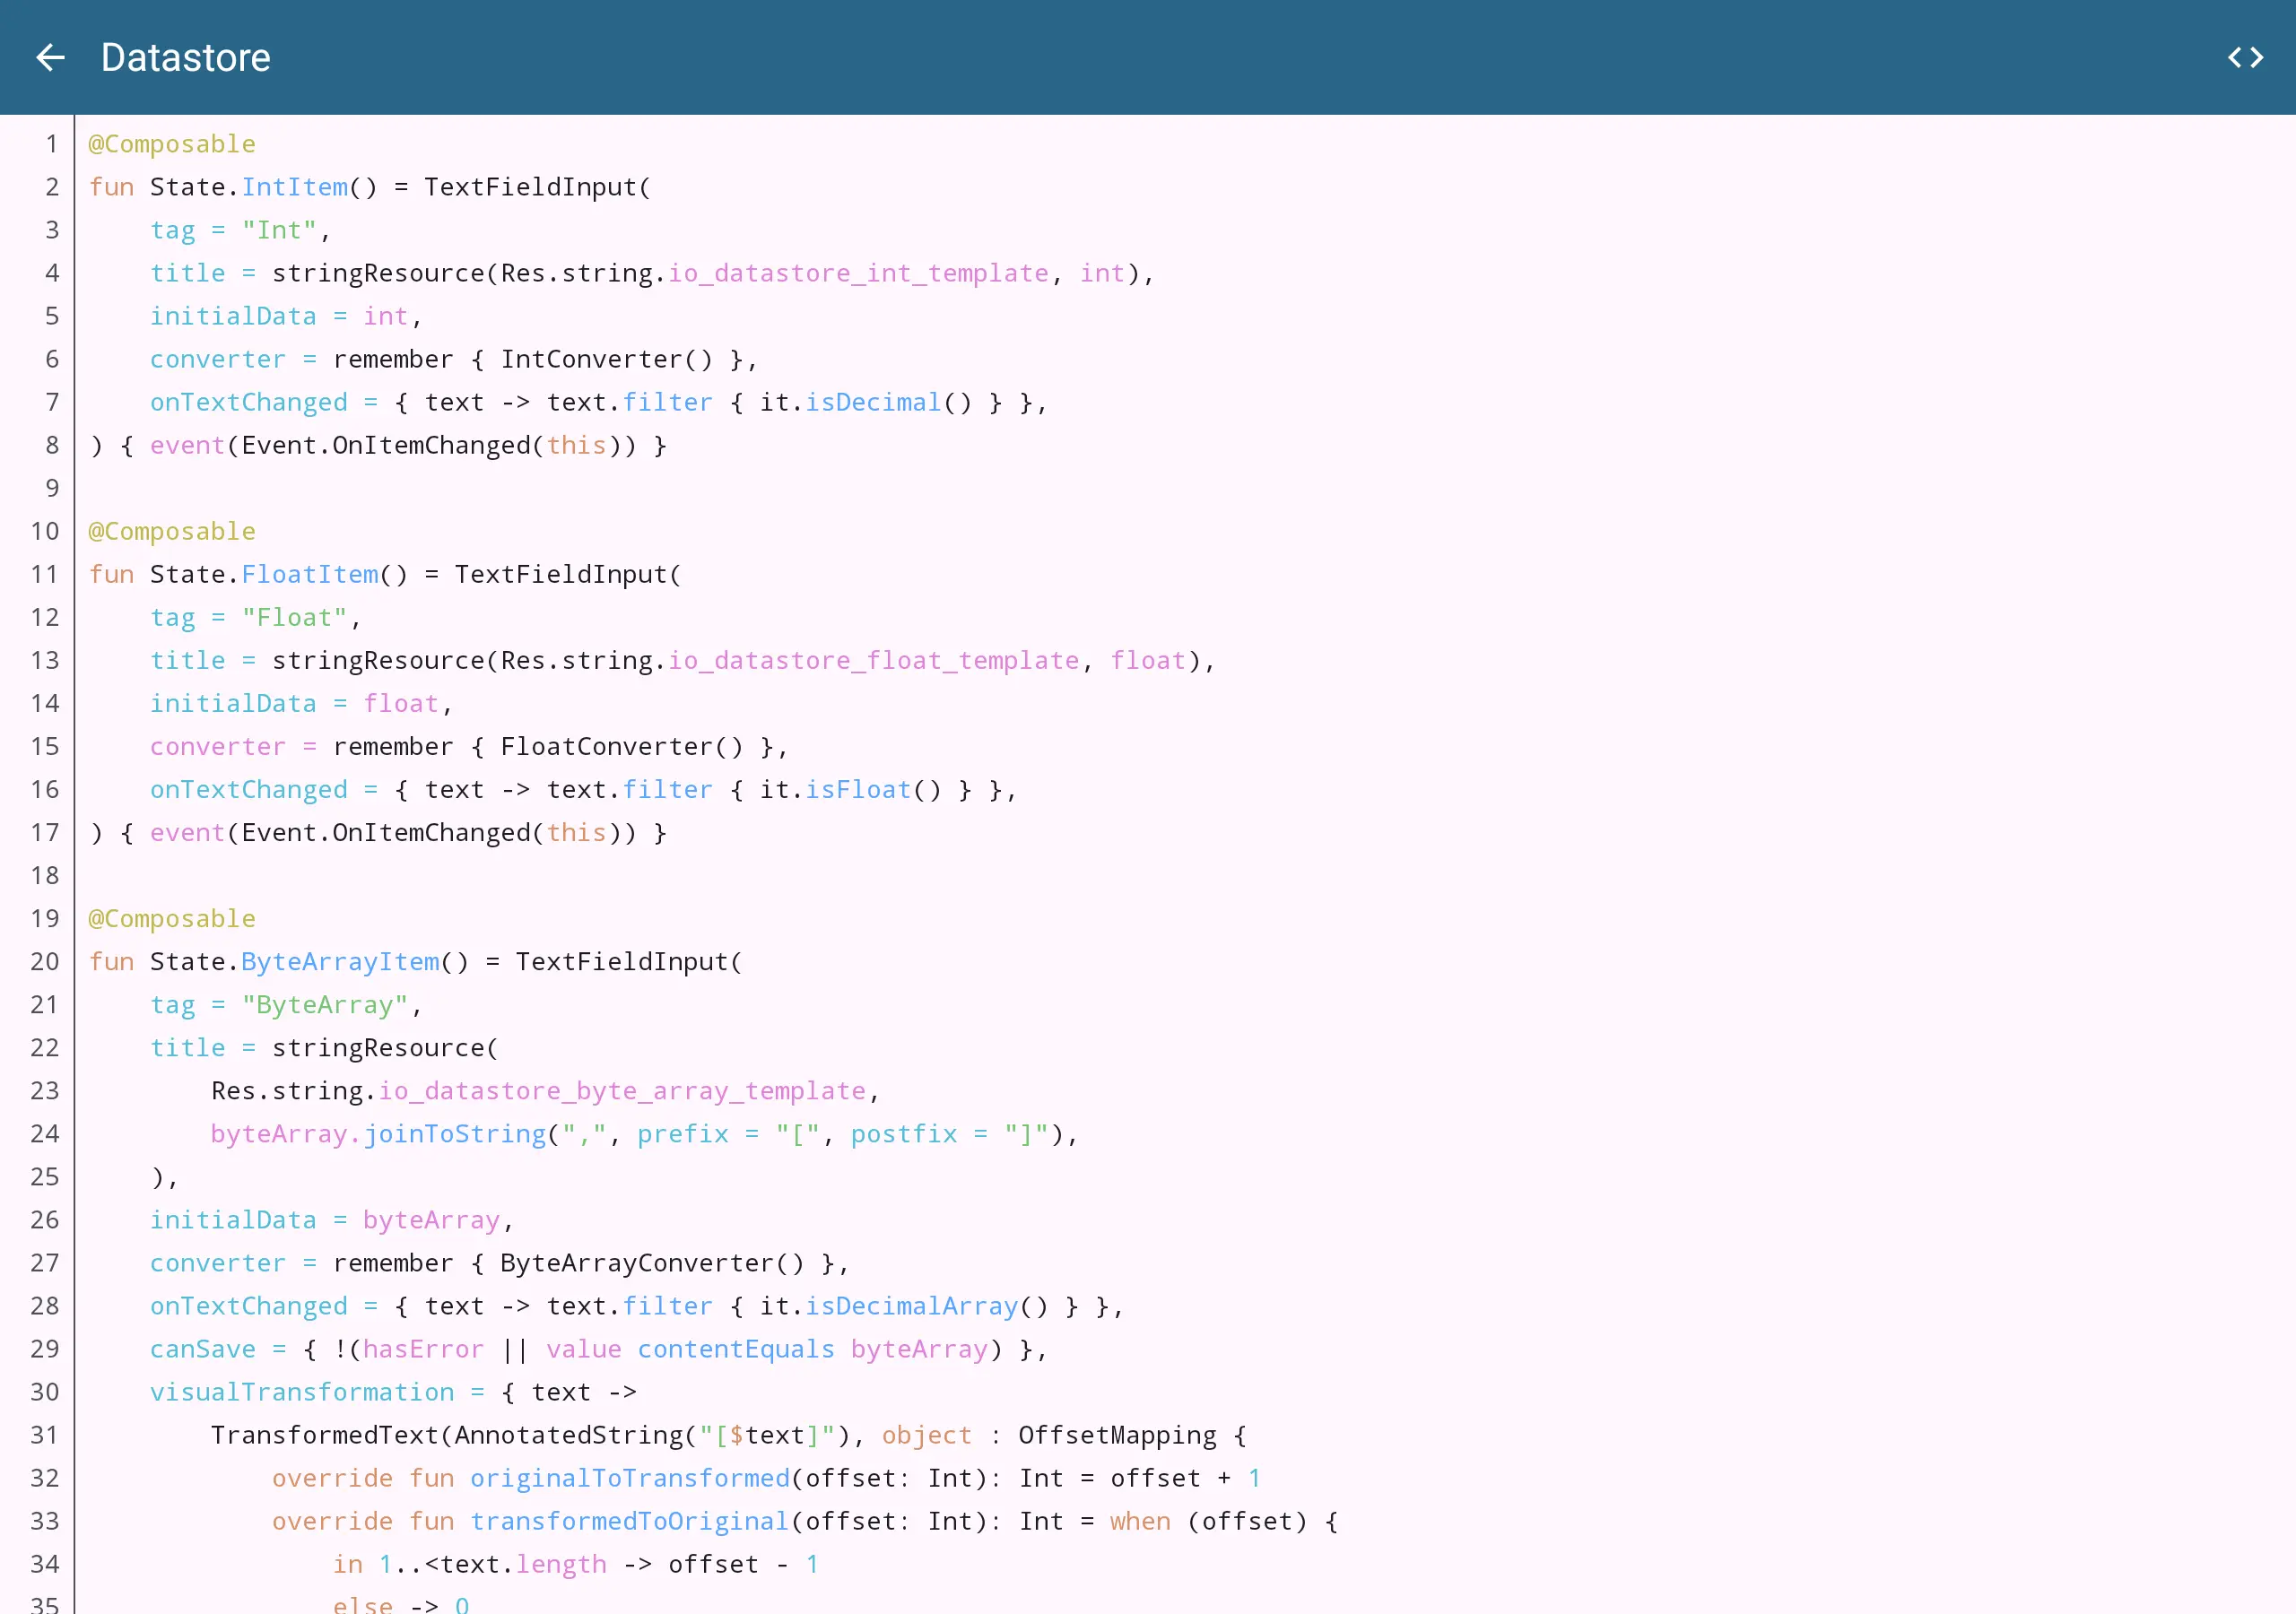 Datastore
1 @Composable
2 fun State.IntItem() = TextFieldInput(
3     tag = "Int",
4     title = stringResource(Res.string.io_datastore_int_template, int),
5     initialData = int,
6     converter = remember { IntConverter() },
7     onTextChanged = { text -> text.filter { it.isDecimal() } },
8 ) { event(Event.OnItemChanged(this)) }
9
10 @Composable
11 fun State.FloatItem() = TextFieldInput(
12     tag = "Float",
13     title = stringResource(Res.string.io_datastore_float_template, float),
14     initialData = float,
15     converter = remember { FloatConverter() },
16     onTextChanged = { text -> text.filter { it.isFloat() } },
17 ) { event(Event.OnItemChanged(this)) }
18
19 @Composable
20 fun State.ByteArrayItem() = TextFieldInput(
21     tag = "ByteArray",
22     title = stringResource(
23         Res.string.io_datastore_byte_array_template,
24         byteArray.joinToString(",", prefix = "[", postfix = "]"),
25     ),
26     initialData = byteArray,
27     converter = remember { ByteArrayConverter() },
28     onTextChanged = { text -> text.filter { it.isDecimalArray() } },
29     canSave = { !(hasError || value contentEquals byteArray) },
30     visualTransformation = { text ->
31         TransformedText(AnnotatedString("[$text]"), object : OffsetMapping {
32             override fun originalToTransformed(offset: Int): Int = offset + 1
33             override fun transformedToOriginal(offset: Int): Int = when (offset) {
34                 in 1..<text.length -> offset - 1
35                 else -> 0